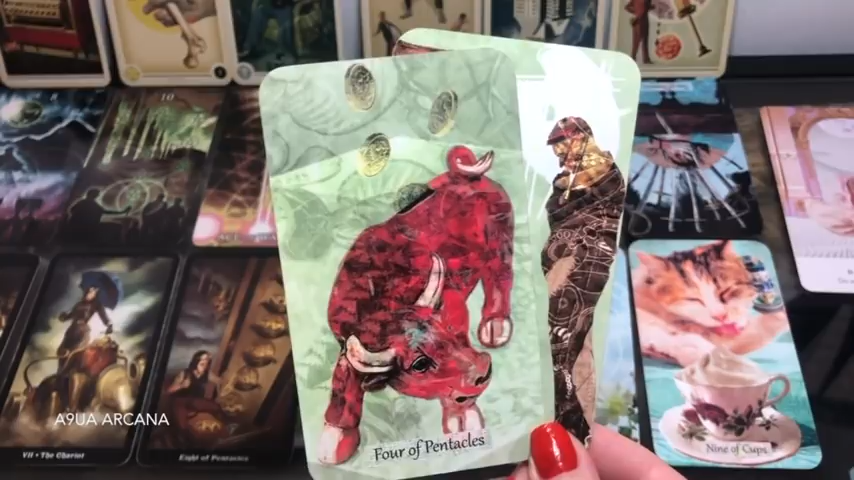 10
Four of Pentacles
A9UA ARCANA
VII • The Chariot
Eight of Pentacles
Nine of Cups